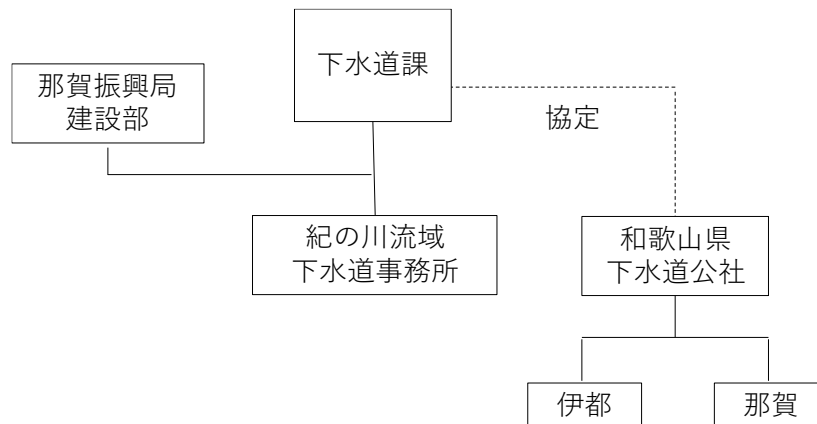 下水道課
那賀振興局
建設部
協定
紀の川流域
下水道事務所
和歌山県
下水道公社
伊都
那賀